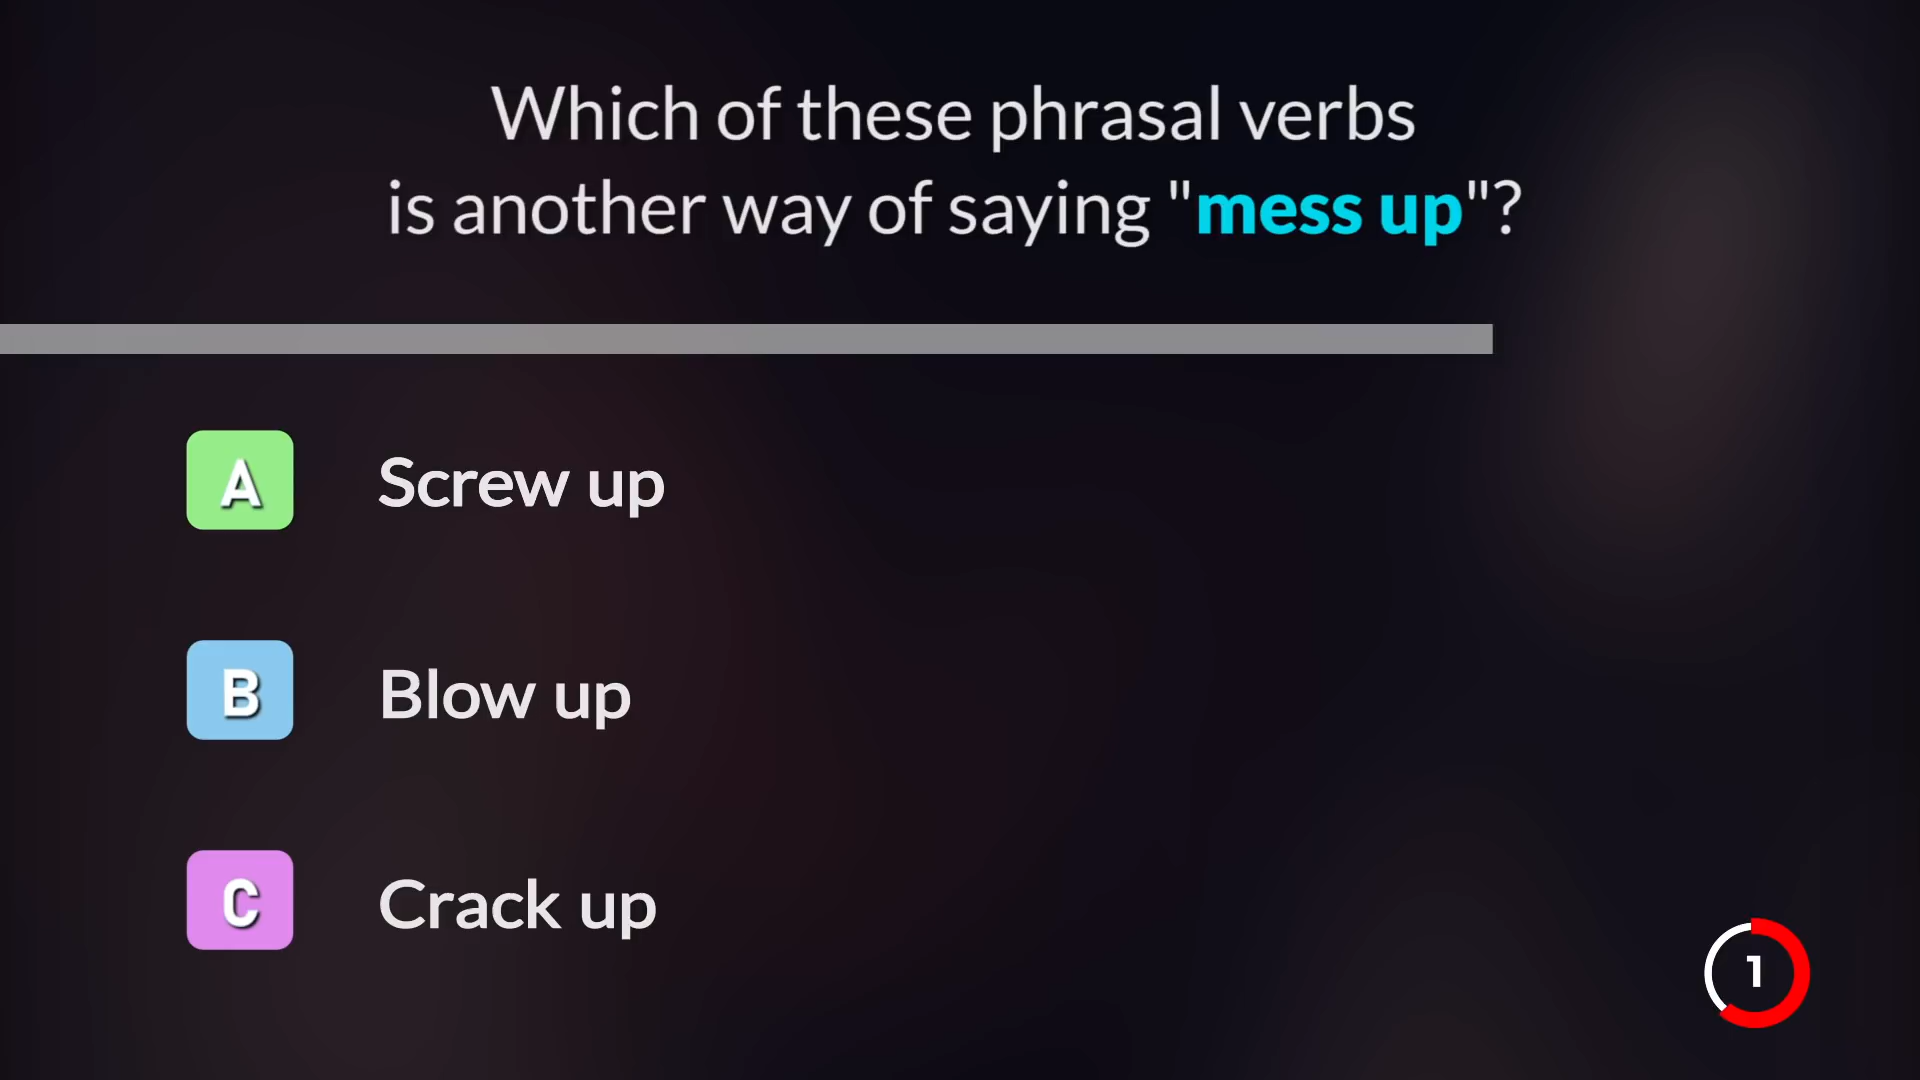 Which of these phrasal verbs
is another way of saying "mess up"?
A Screw up
B Blow up
C Crack up
1